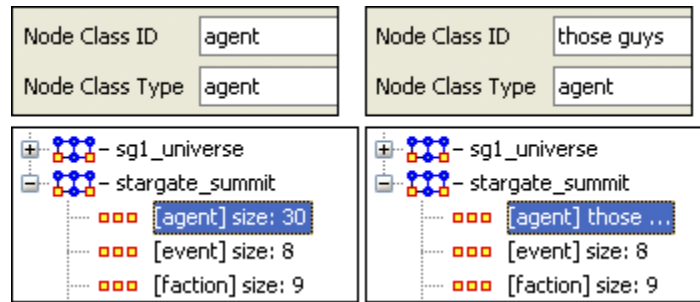 Node Class ID agent
Node Class Type agent
Node Class ID those guys
Node Class Type agent
sg1_universe
stargate_summit
[agent] size: 30
[event] size: 8
[faction] size: 9
sg1_universe
stargate_summit
[agent] those ...
[event] size: 8
[faction] size: 9